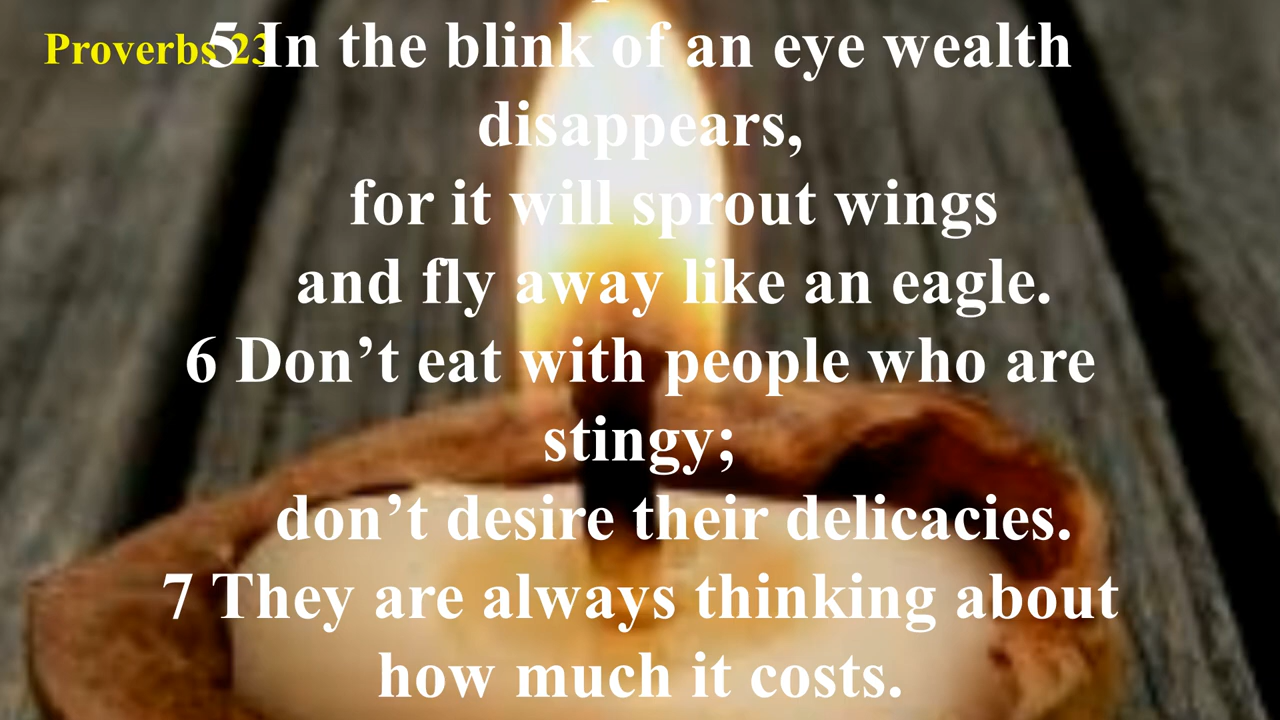 Proverbs 23
5 In the blink of an eye wealth
disappears,
for it will sprout wings
and fly away like an eagle.
6 Don’t eat with people who are
stingy;
don’t desire their delicacies.
7 They are always thinking about
how much it costs.